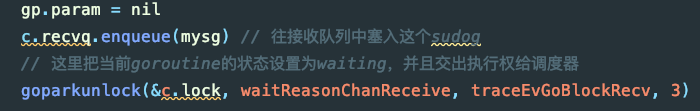 gp.param = nil
c.recvq.enqueue(mysg) // 往接收队列中塞入这个sudog
// 这里把当前goroutine的状态设置为waiting，并且交出执行权给调度器
goparkunlock(&c.lock, waitReasonChanReceive, traceEvGoBlockRecv, 3)